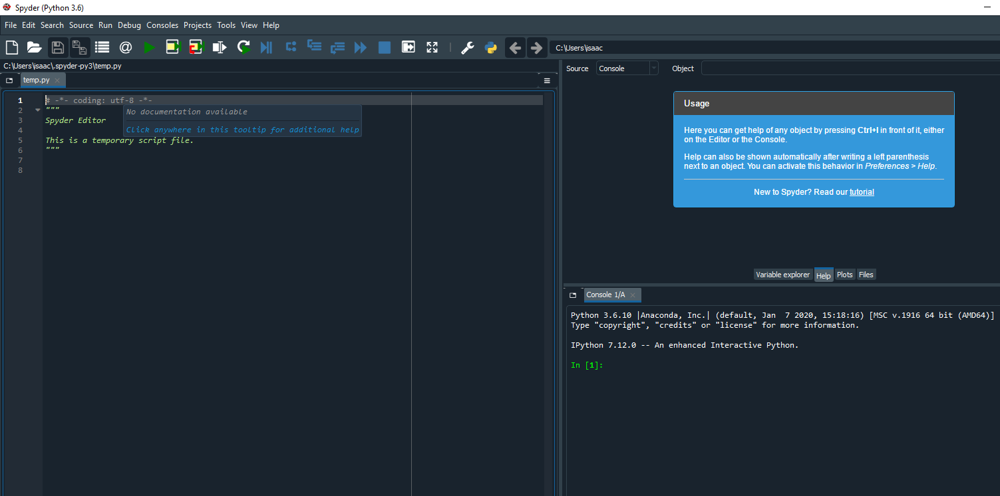 Spyder (Python 3.6)
File Edit Search Source Run Debug Consoles Projects Tools View Help
C:\Users\isaac
C:\Users\isaac\.spyder-py3\temp.py
temp.py
1 # -*- coding: utf-8 -*-
2 """
3 Spyder Editor
4
5 This is a temporary script file.
6 """
7
8
No documentation available
Click anywhere in this tooltip for additional help
Source Console Object
Usage
Here you can get help of any object by pressing Ctrl+I in front of it, either
on the Editor or the Console.
Help can also be shown automatically after writing a left parenthesis
next to an object. You can activate this behavior in Preferences > Help.
New to Spyder? Read our tutorial
Variable explorer Help Plots Files
Console 1/A
Python 3.6.10 |Anaconda, Inc.| (default, Jan  7 2020, 15:18:16) [MSC v.1916 64 bit (AMD64)]
Type "copyright", "credits" or "license" for more information.
IPython 7.12.0 -- An enhanced Interactive Python.
In [1]: